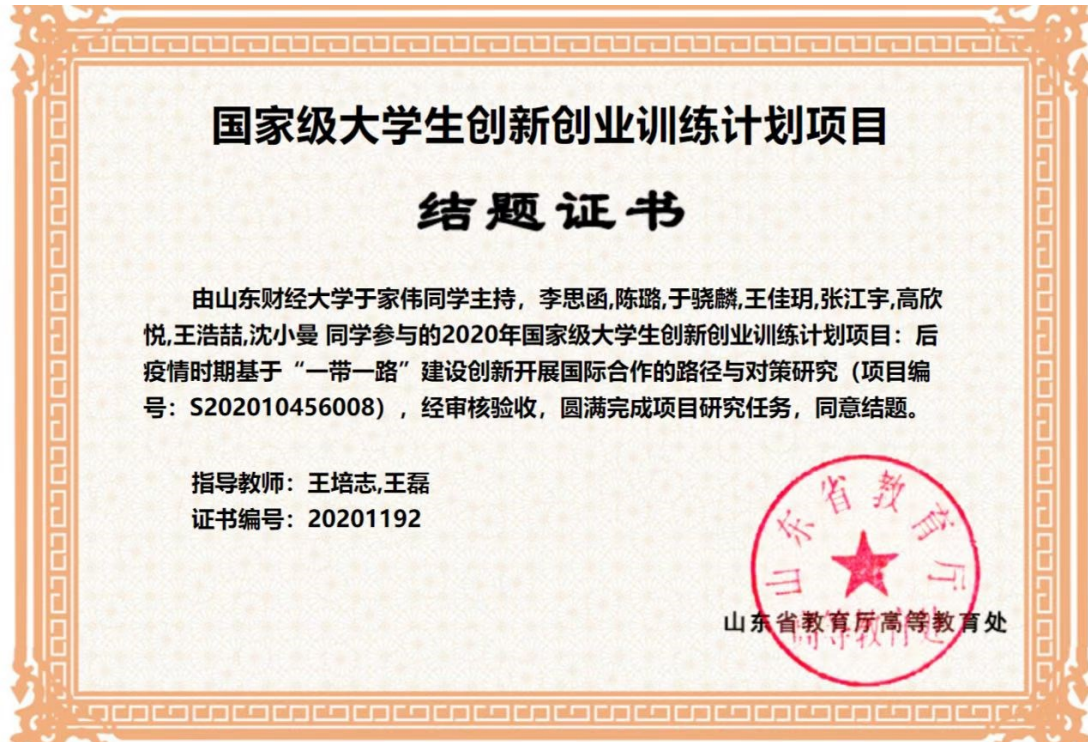 国家级大学生创新创业训练计划项目
结题证书
由山东财经大学于家伟同学主持，李思函,陈璐,于骁麟,王佳玥,张江宇,高欣
悦,王浩喆,沈小曼 同学参与的2020年国家级大学生创新创业训练计划项目：后
疫情时期基于“一带一路”建设创新开展国际合作的路径与对策研究（项目编
号：S202010456008），经审核验收，圆满完成项目研究任务，同意结题。
指导教师：王培志,王磊
证书编号：20201192
山东省教育厅
高等教育处
山东省教育厅高等教育处